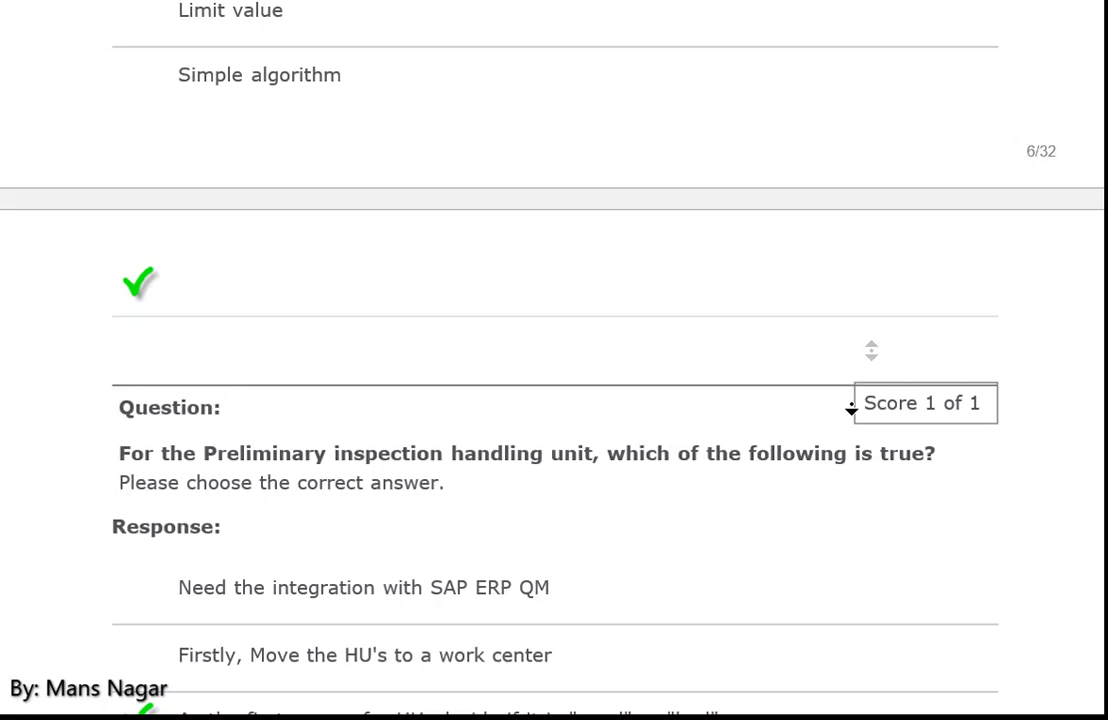 Limit value
Simple algorithm
6/32
Score 1 of 1
Question:
For the Preliminary inspection handling unit, which of the following is true?
Please choose the correct answer.
Response:
Need the integration with SAP ERP QM
Firstly, Move the HU's to a work center
By: Mans Nagar